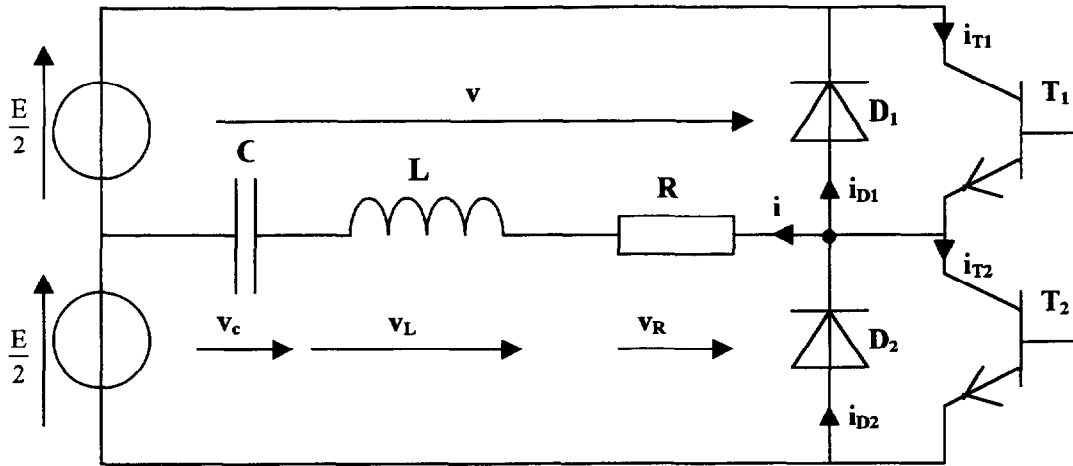 i_T1
E/2
v
D₁
T₁
C
L
R
i_D1
i
i_T2
E/2
v_c
v_L
v_R
D₂
T₂
i_D2